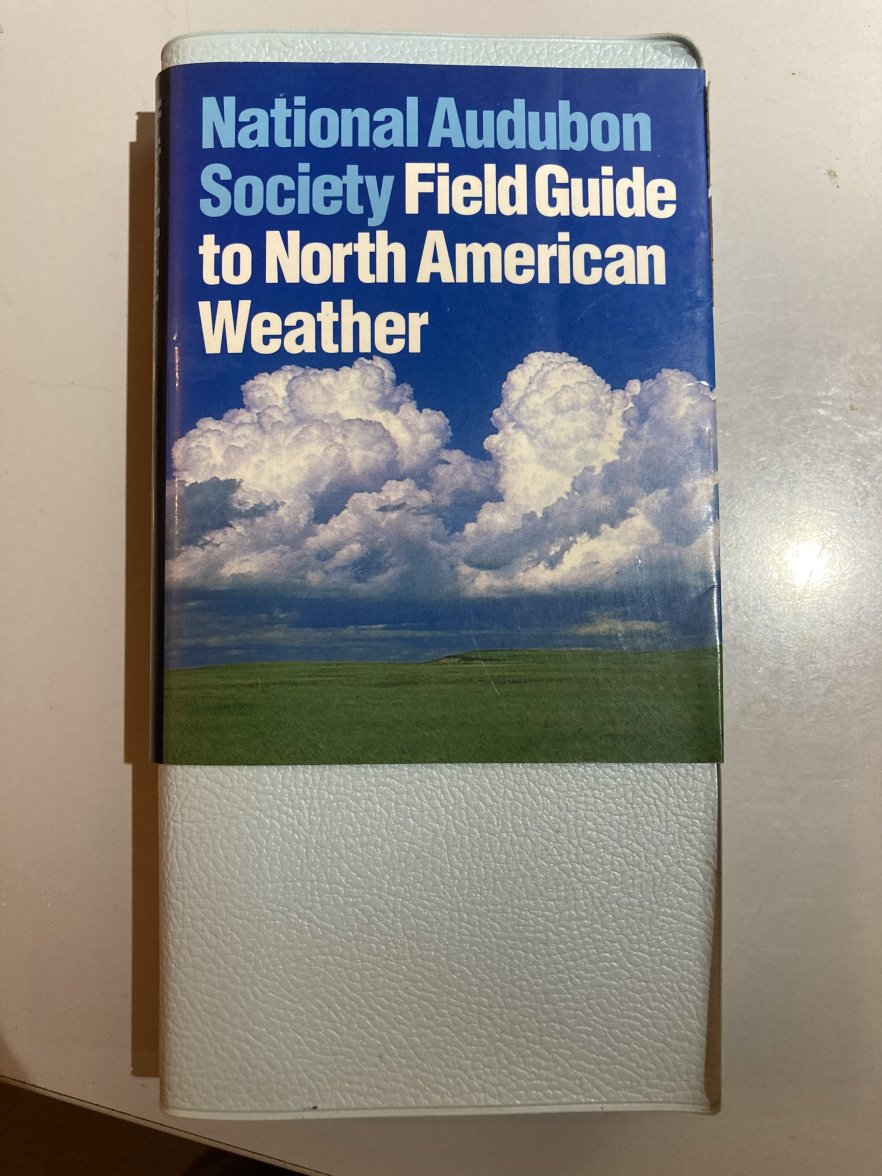 National Audubon
Society Field Guide
to North American
Weather